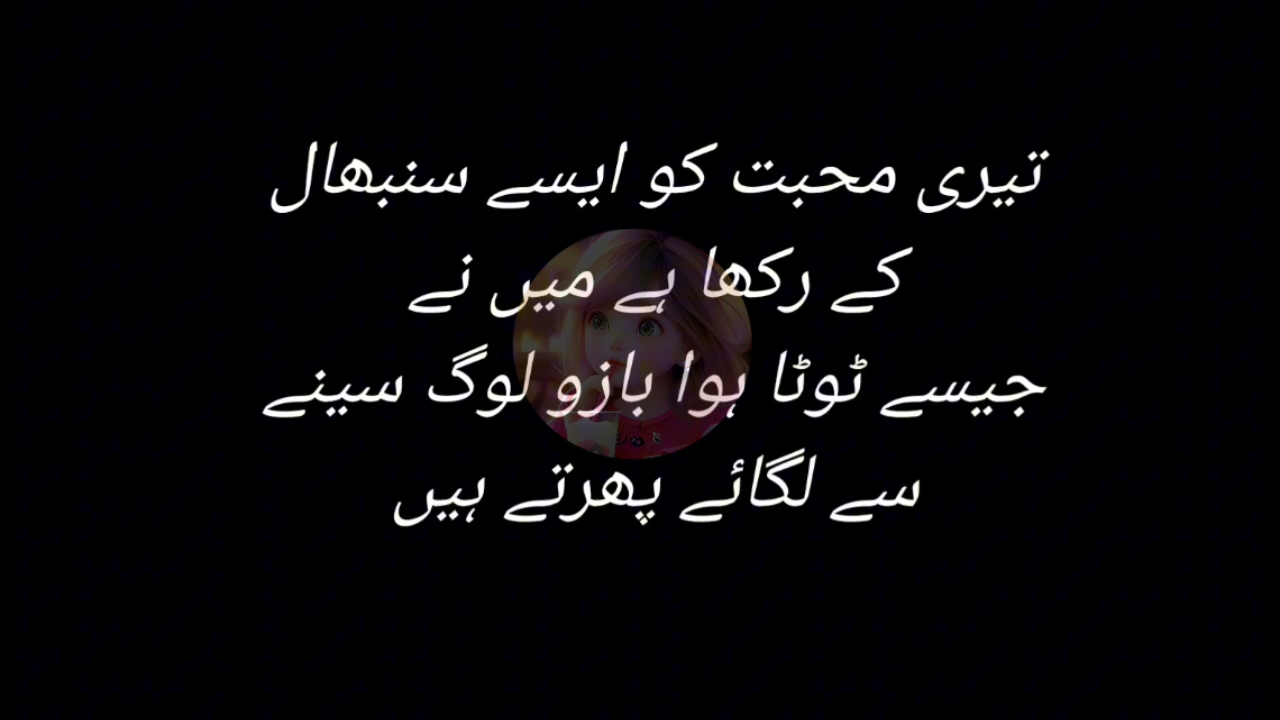 تیری محبت کو ایسے سنبھال
کے رکھا ہے میں نے
جیسے ٹوٹا ہوا بازو لوگ سینے
سے لگائے پھرتے ہیں